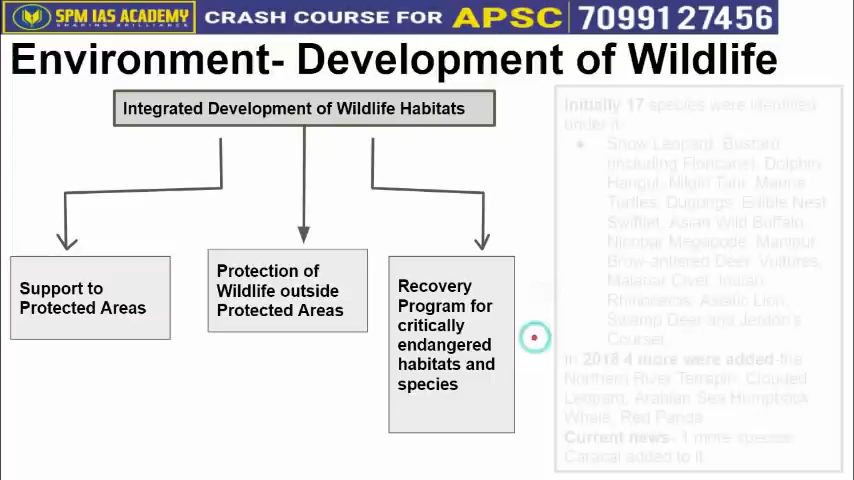 SPM IAS ACADEMY
SHARING BRILLIANCE
CRASH COURSE FOR APSC 7099127456
Environment- Development of Wildlife
Integrated Development of Wildlife Habitats
Support to
Protected Areas
Protection of
Wildlife outside
Protected Areas
Recovery
Program for
critically
endangered
habitats and
species
Initially 17 species were identified
under it-
Snow Leopard, Bustard
(including Floricans), Dolphin,
Hangul, Nilgiri Tahr, Marine
Turtles, Dugongs, Edible Nest
Swiftlet, Asian Wild Buffalo,
Nicobar Megapode, Manipur
Brow-antlered Deer, Vultures,
Malabar Civet, Indian
Rhinoceros, Asiatic Lion,
Swamp Deer and Jerdon's
Courser
In 2018 4 more were added-the
Northern River Terrapin, Clouded
Leopard, Arabian Sea Humpback
Whale, Red Panda
Current news- 1 more species
Caracal added to it